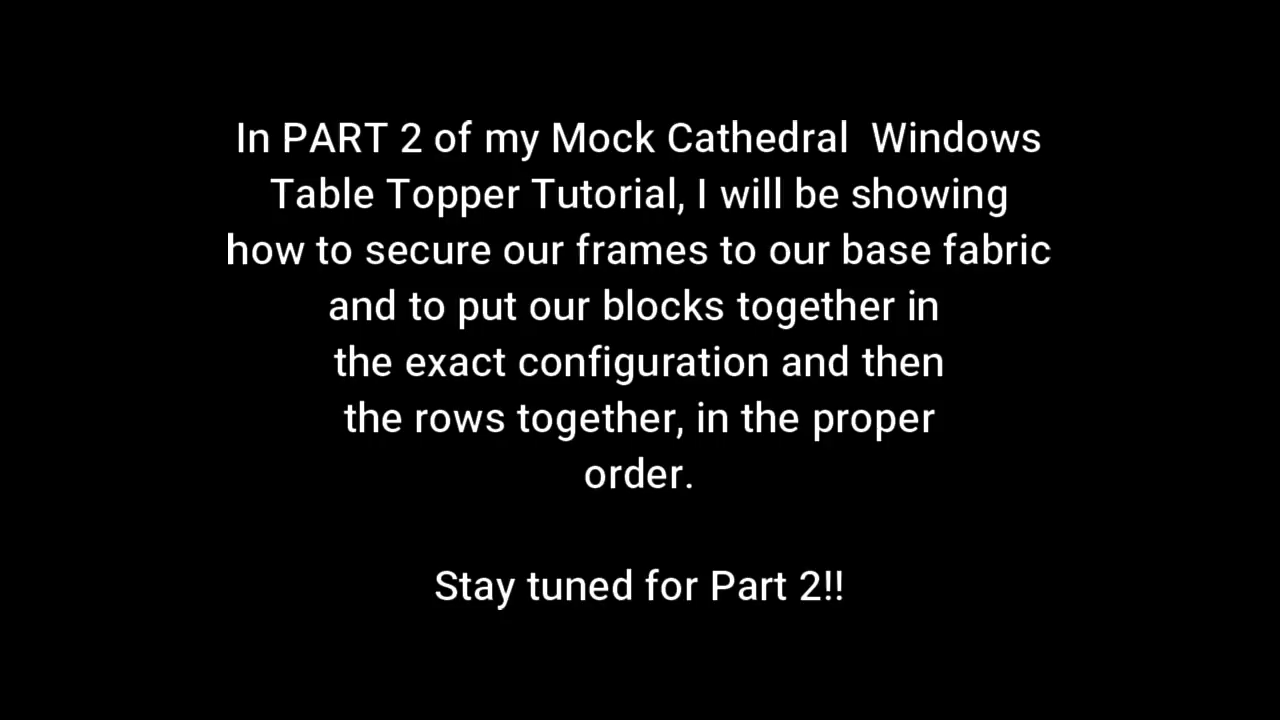 In PART 2 of my Mock Cathedral  Windows
Table Topper Tutorial, I will be showing
how to secure our frames to our base fabric
and to put our blocks together in
the exact configuration and then
the rows together, in the proper
order.
Stay tuned for Part 2!!